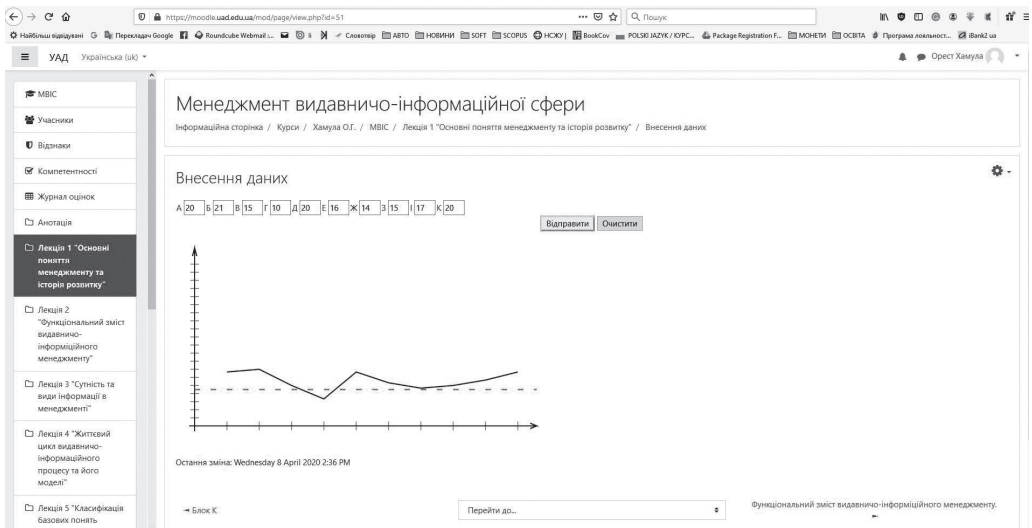 https://moodle.uad.edu.ua/mod/page/view.php?id=51
Пошук
Найбільш відвідувані Перекладач Google Roundcube Webmail :... Словотвір АВТО НОВИНИ SOFT SCOPUS НСЖУ | BookCov POLSKI JAZYK / КУРС... Package Registration F... МОНЕТИ ОСВІТА Програма лояльност... iBank2 ua
УАД Українська (uk) Орест Хамула
МВІС
Учасники
Відзнаки
Компетентності
Журнал оцінок
Анотація
Лекція 1 "Основні
поняття
менеджменту та
історія розвитку"
Лекція 2
"Функціональний зміст
видавничо-
інформіційного
менеджменту"
Лекція 3 "Сутність та
види інформації в
менеджменті"
Лекція 4 "Життєвий
цикл видавничо-
інформаційного
процесу та його
моделі"
Лекція 5 "Класифікація
базових понять
Менеджмент видавничо-інформаційної сфери
Інформаційна сторінка / Курси / Хамула О.Г. / МВІС / Лекція 1 "Основні поняття менеджменту та історія розвитку" / Внесення даних
Внесення даних
А 20 Б 21 В 15 Г 10 Д 20 Е 16 Ж 14 З 15 І 17 К 20
Відправити Очистити
Остання зміна: Wednesday 8 April 2020 2:36 PM
◄ Блок К
Перейти до...
Функціональний зміст видавничо-інформіційного менеджменту.
►